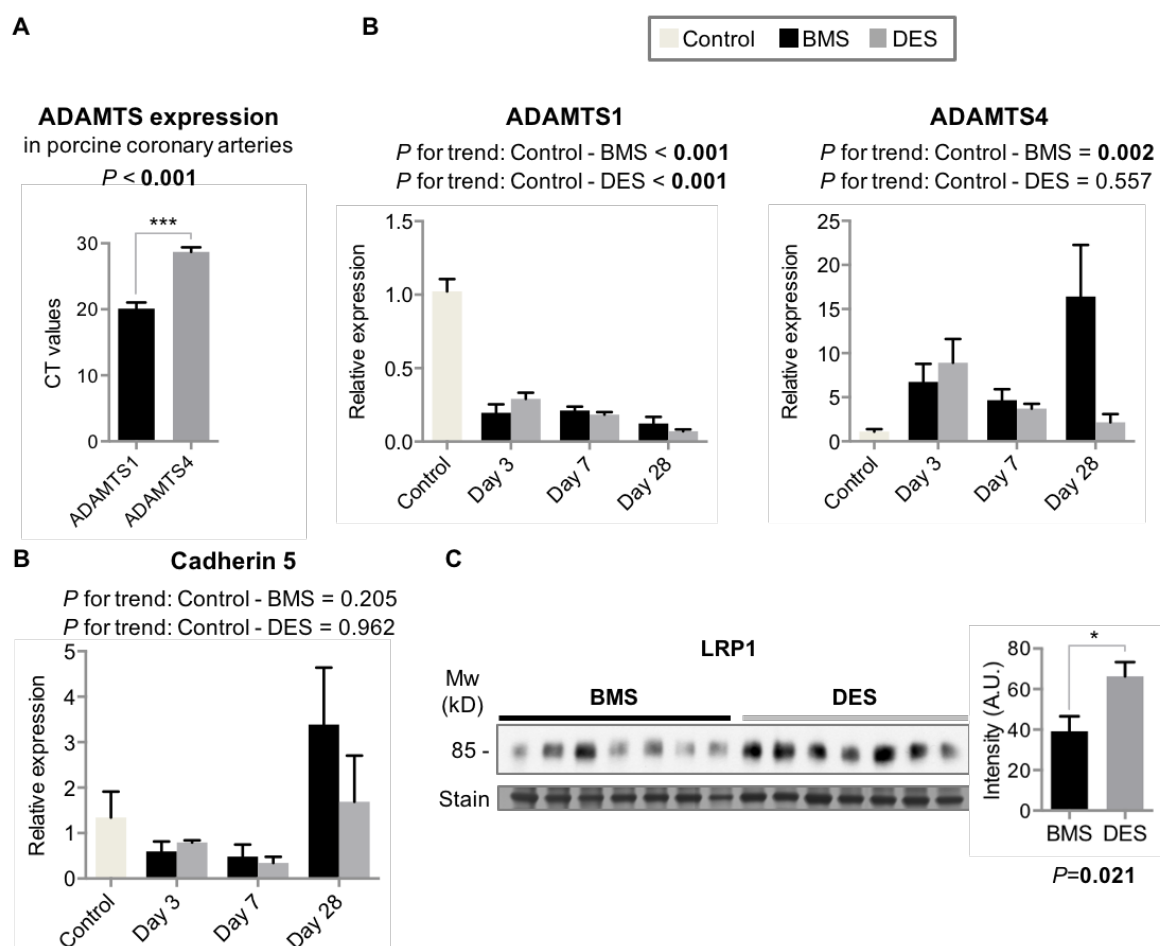 A
B
Control BMS DES
ADAMTS expression
in porcine coronary arteries
P < 0.001
***
30
20
10
0
CT values
ADAMTS1
ADAMTS4
ADAMTS1
P for trend: Control - BMS < 0.001
P for trend: Control - DES < 0.001
1.5
1.0
0.5
0.0
Relative expression
Control
Day 3
Day 7
Day 28
ADAMTS4
P for trend: Control - BMS = 0.002
P for trend: Control - DES = 0.557
25
20
15
10
5
0
Relative expression
Control
Day 3
Day 7
Day 28
B
Cadherin 5
P for trend: Control - BMS = 0.205
P for trend: Control - DES = 0.962
5
4
3
2
1
0
Relative expression
Control
Day 3
Day 7
Day 28
C
LRP1
Mw
(kD)
BMS
DES
85 -
Stain
80
60
40
20
0
Intensity (A.U.)
*
BMS DES
P=0.021